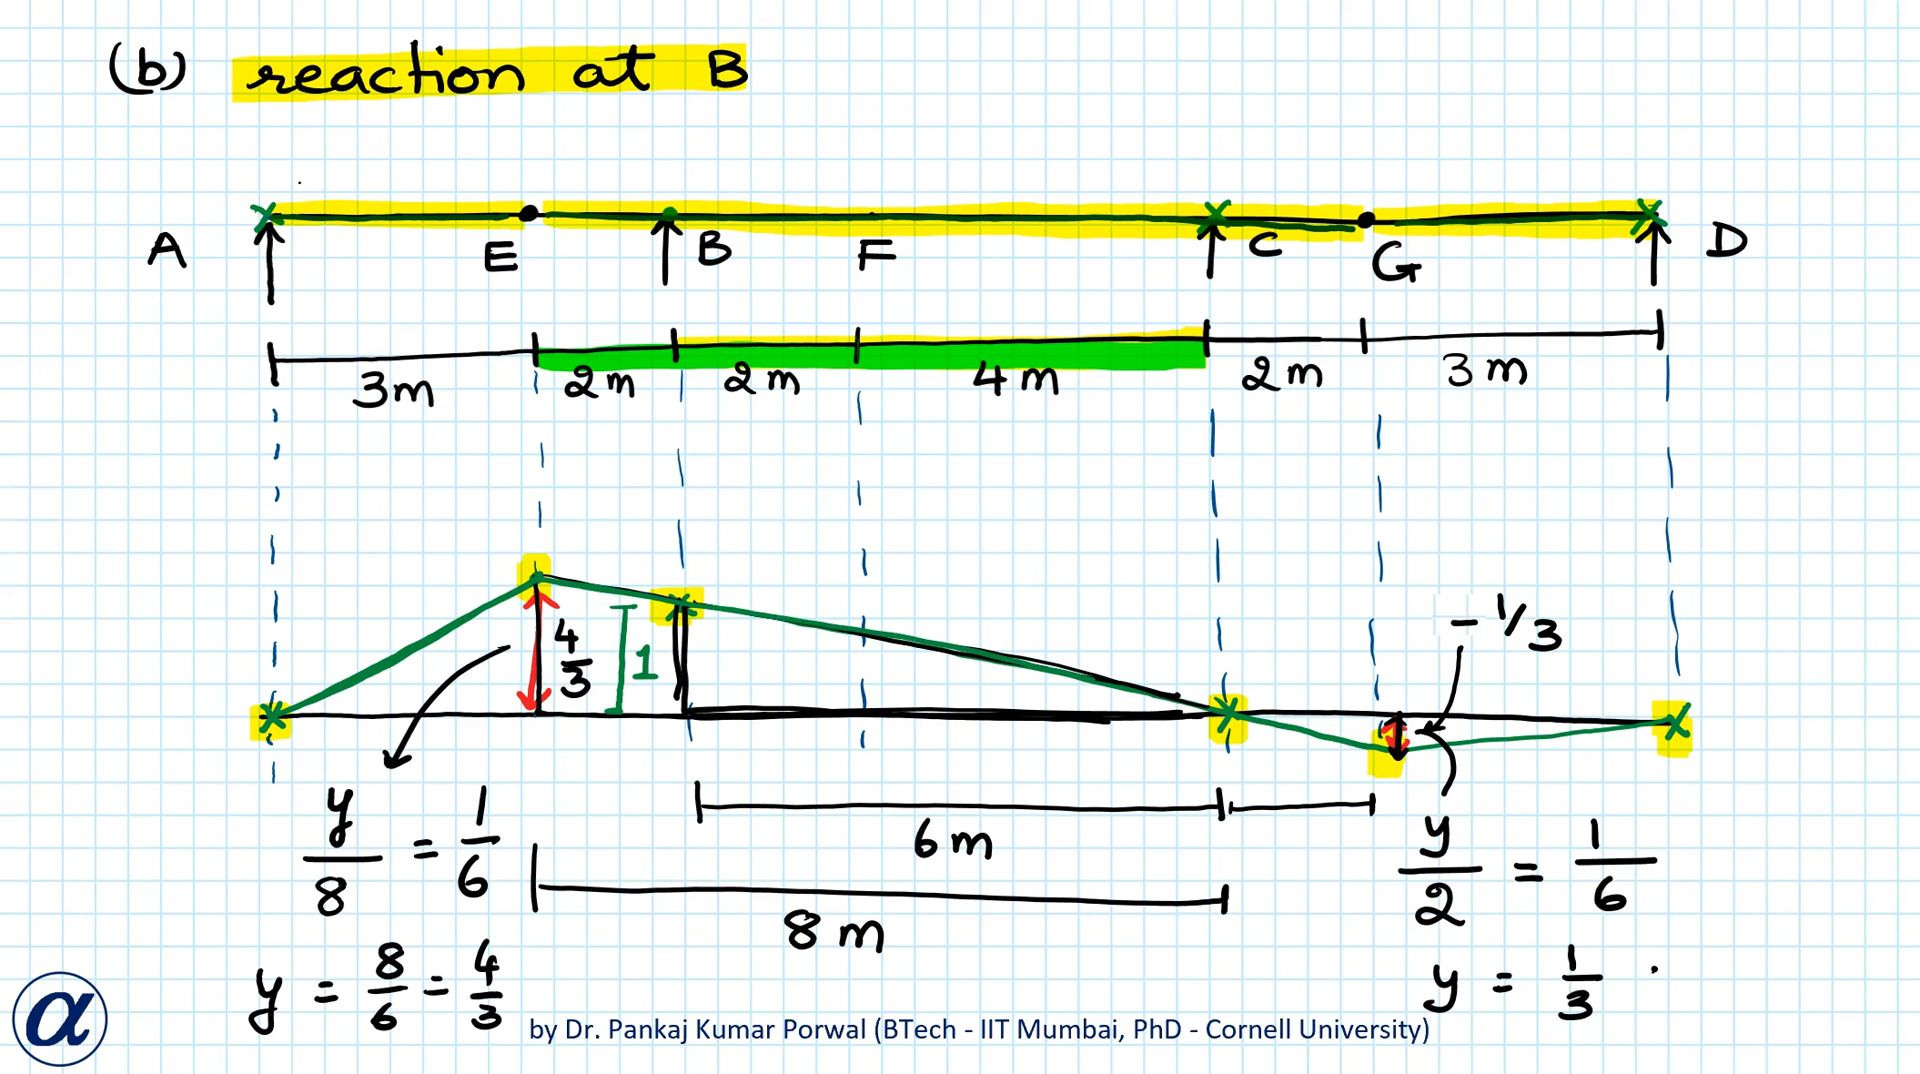 (b) reaction at B
A E B F C G D
3m 2m 2m 4m 2m 3m
4/3 1 - 1/3
6m
y/8 = 1/6 y/2 = 1/6
8 m
y = 8/6 = 4/3 y = 1/3
α by Dr. Pankaj Kumar Porwal (BTech - IIT Mumbai, PhD - Cornell University)